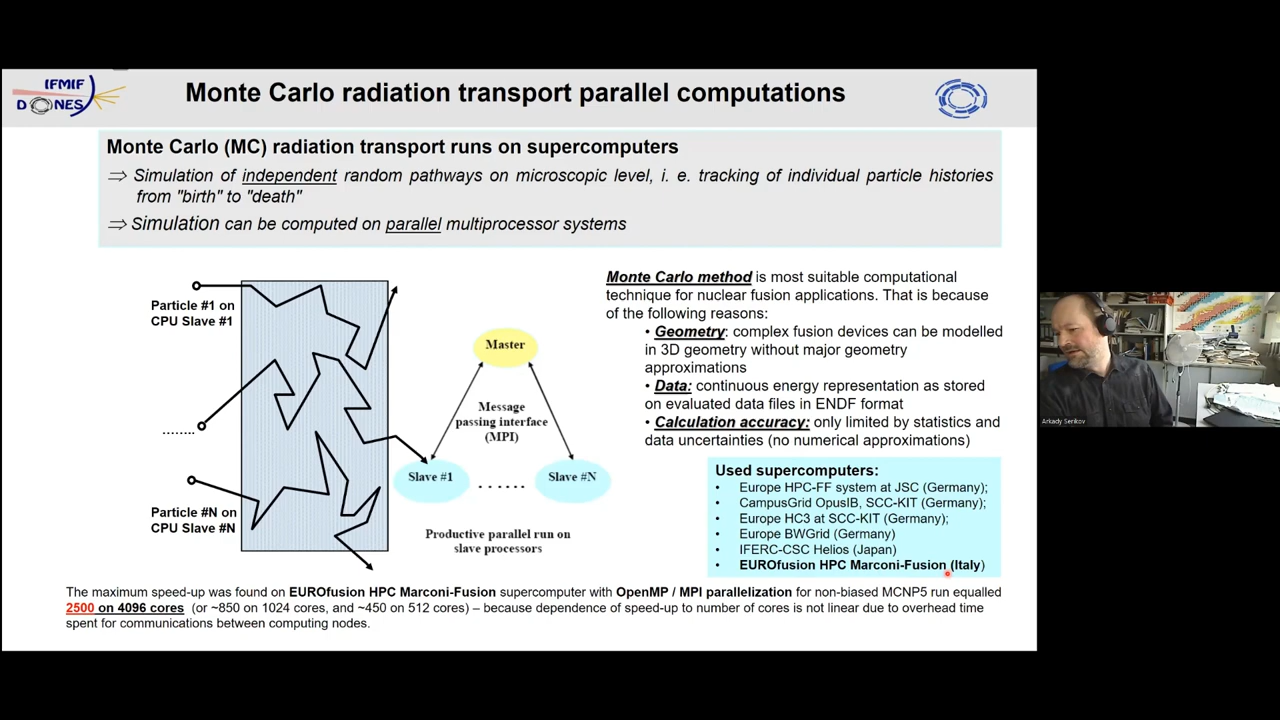 IFMIF
DONES
Monte Carlo radiation transport parallel computations
Monte Carlo (MC) radiation transport runs on supercomputers
⇒ Simulation of independent random pathways on microscopic level, i. e. tracking of individual particle histories
from "birth" to "death"
⇒ Simulation can be computed on parallel multiprocessor systems
Particle #1 on
CPU Slave #1
........
Particle #N on
CPU Slave #N
Master
Message
passing interface
(MPI)
Slave #1
......
Slave #N
Productive parallel run on
slave processors
Monte Carlo method is most suitable computational
technique for nuclear fusion applications. That is because
of the following reasons:
• Geometry: complex fusion devices can be modelled
in 3D geometry without major geometry
approximations
• Data: continuous energy representation as stored
on evaluated data files in ENDF format
• Calculation accuracy: only limited by statistics and
data uncertainties (no numerical approximations)
Used supercomputers:
• Europe HPC-FF system at JSC (Germany);
• CampusGrid OpusIB, SCC-KIT (Germany);
• Europe HC3 at SCC-KIT (Germany);
• Europe BWGrid (Germany)
• IFERC-CSC Helios (Japan)
• EUROfusion HPC Marconi-Fusion (Italy)
The maximum speed-up was found on EUROfusion HPC Marconi-Fusion supercomputer with OpenMP / MPI parallelization for non-biased MCNP5 run equalled
2500 on 4096 cores (or ~850 on 1024 cores, and ~450 on 512 cores) – because dependence of speed-up to number of cores is not linear due to overhead time
spent for communications between computing nodes.
Arkady Serikov